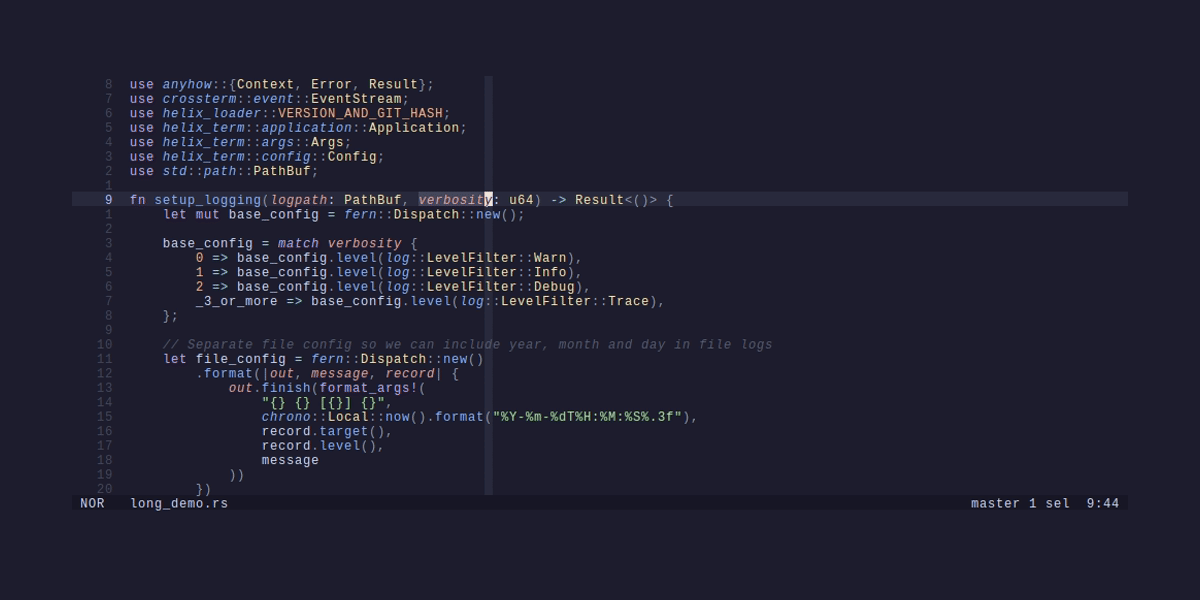 8 use anyhow::{Context, Error, Result};
7 use crossterm::event::EventStream;
6 use helix_loader::VERSION_AND_GIT_HASH;
5 use helix_term::application::Application;
4 use helix_term::args::Args;
3 use helix_term::config::Config;
2 use std::path::PathBuf;
1
9 fn setup_logging(logpath: PathBuf, verbosity: u64) -> Result<()> {
1     let mut base_config = fern::Dispatch::new();
2
3     base_config = match verbosity {
4         0 => base_config.level(log::LevelFilter::Warn),
5         1 => base_config.level(log::LevelFilter::Info),
6         2 => base_config.level(log::LevelFilter::Debug),
7         _3_or_more => base_config.level(log::LevelFilter::Trace),
8     };
9
10     // Separate file config so we can include year, month and day in file logs
11     let file_config = fern::Dispatch::new()
12         .format(|out, message, record| {
13             out.finish(format_args!(
14                 "{} {} [{}] {}",
15                 chrono::Local::now().format("%Y-%m-%dT%H:%M:%S%.3f"),
16                 record.target(),
17                 record.level(),
18                 message
19             ))
20         })
NOR   long_demo.rs   master 1 sel  9:44